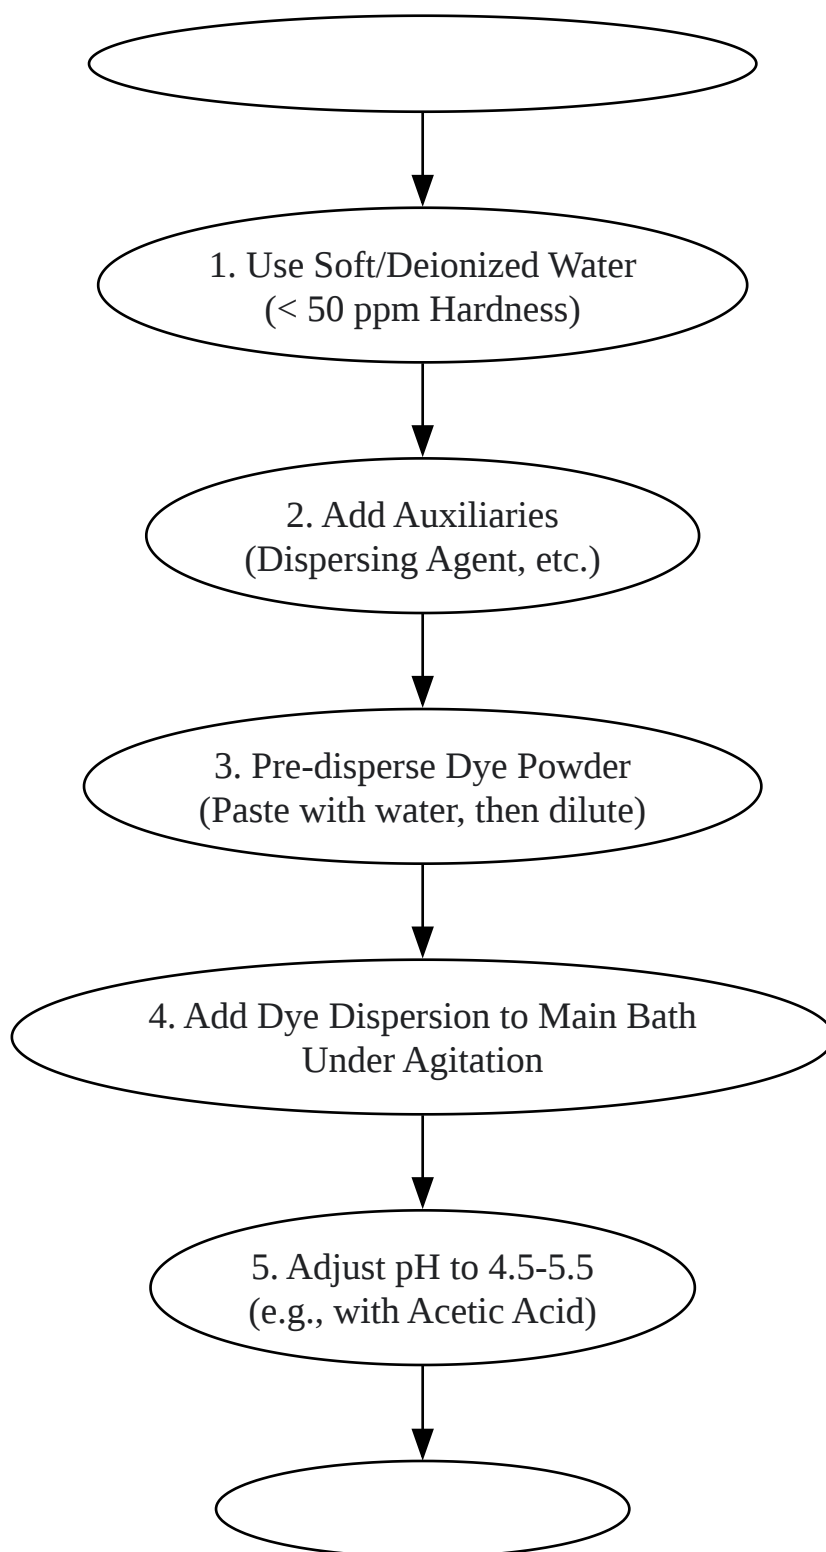 1. Use Soft/Deionized Water
(< 50 ppm Hardness)
2. Add Auxiliaries
(Dispersing Agent, etc.)
3. Pre-disperse Dye Powder
(Paste with water, then dilute)
4. Add Dye Dispersion to Main Bath
Under Agitation
5. Adjust pH to 4.5-5.5
(e.g., with Acetic Acid)